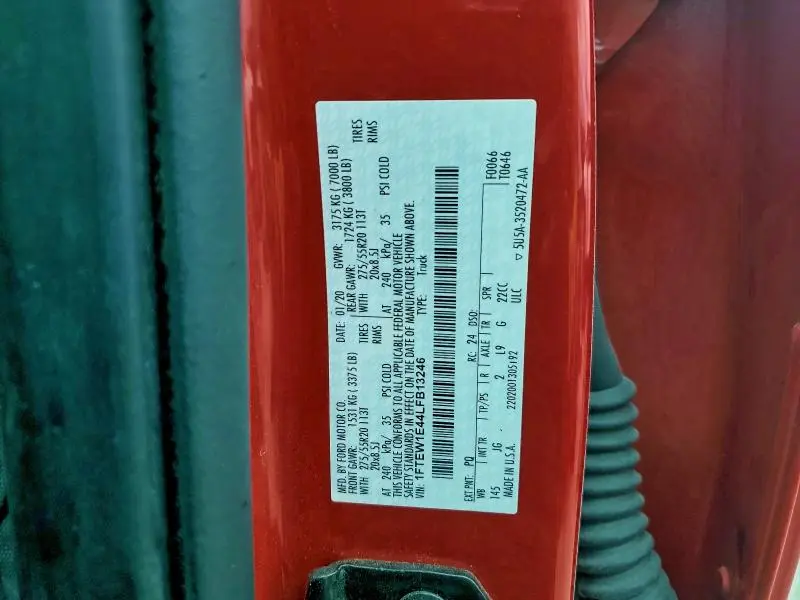 MFD. BY FORD MOTOR CO. DATE: 01/20 GVWR: 3175 KG (7000 LB)
FRONT GAWR: 1531 KG (3375 LB) REAR GAWR: 1724 KG (3800 LB)
WITH 275/55R20 113T TIRES WITH 275/55R20 113T TIRES
20x8.5J RIMS 20x8.5J RIMS
AT 240 kPa/ 35 PSI COLD AT 240 kPa/ 35 PSI COLD
THIS VEHICLE CONFORMS TO ALL APPLICABLE FEDERAL MOTOR VEHICLE
SAFETY STANDARDS IN EFFECT ON THE DATE OF MANUFACTURE SHOWN ABOVE.
VIN: 1FTEW1E44LFB13246 TYPE: Truck
F0066
T0646
EXT PNT: PQ RC: 24 DSO:
WB INT TR TP/PS R AXLE TR SPR
145 JG 2 L9 G 22CC
MADE IN U.S.A. 2202001305192 ULC
▽ 5U5A-3520472-AA